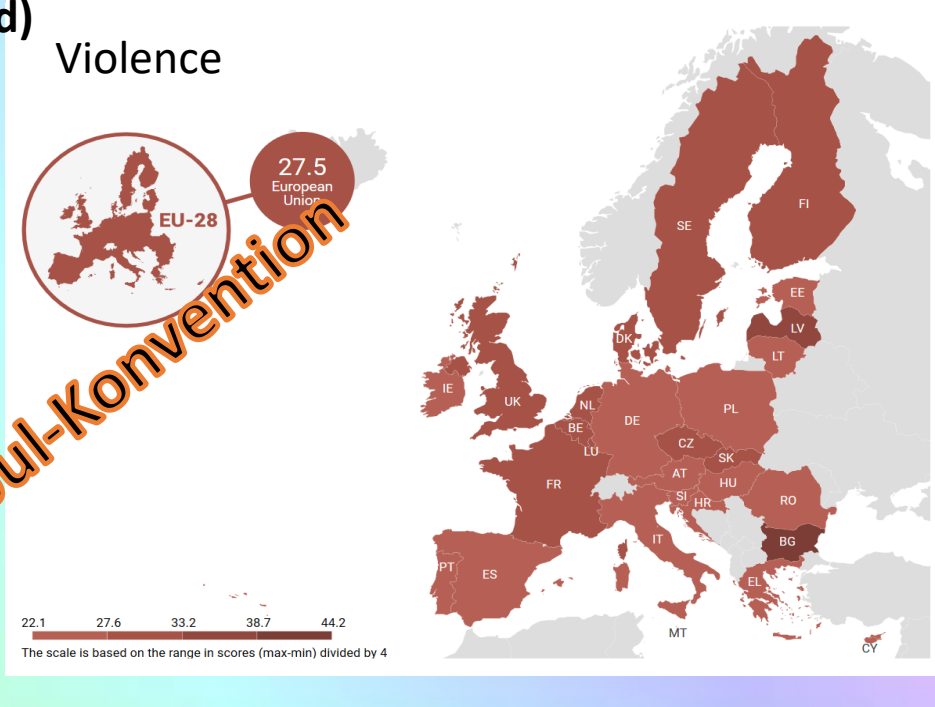 d)
Violence
27.5
European
Union
EU-28
ul-Konvention
SE
FI
EE
LV
LT
DK
IE
UK
NL
BE
LU
DE
PL
CZ
SK
AT
HU
SI
HR
RO
FR
IT
BG
PT
ES
EL
MT
CY
22.1 27.6 33.2 38.7 44.2
The scale is based on the range in scores (max-min) divided by 4